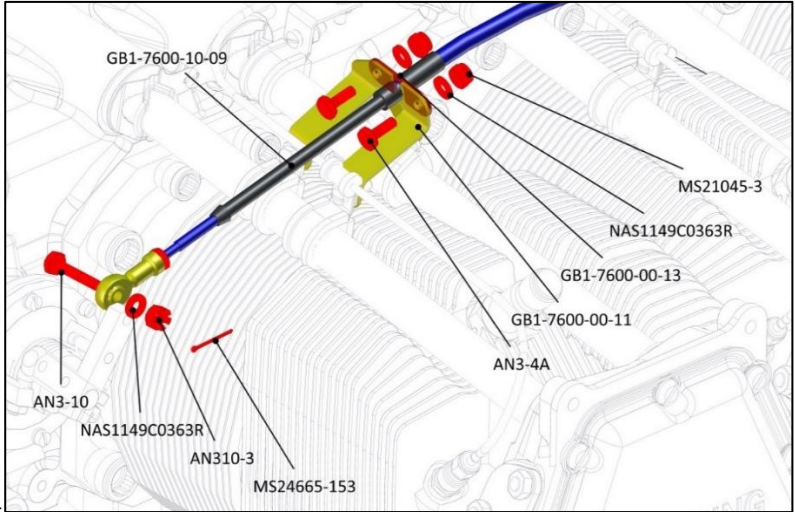 GB1-7600-10-09
MS21045-3
NAS1149C0363R
GB1-7600-00-13
GB1-7600-00-11
AN3-4A
AN3-10
NAS1149C0363R
AN310-3
MS24665-153